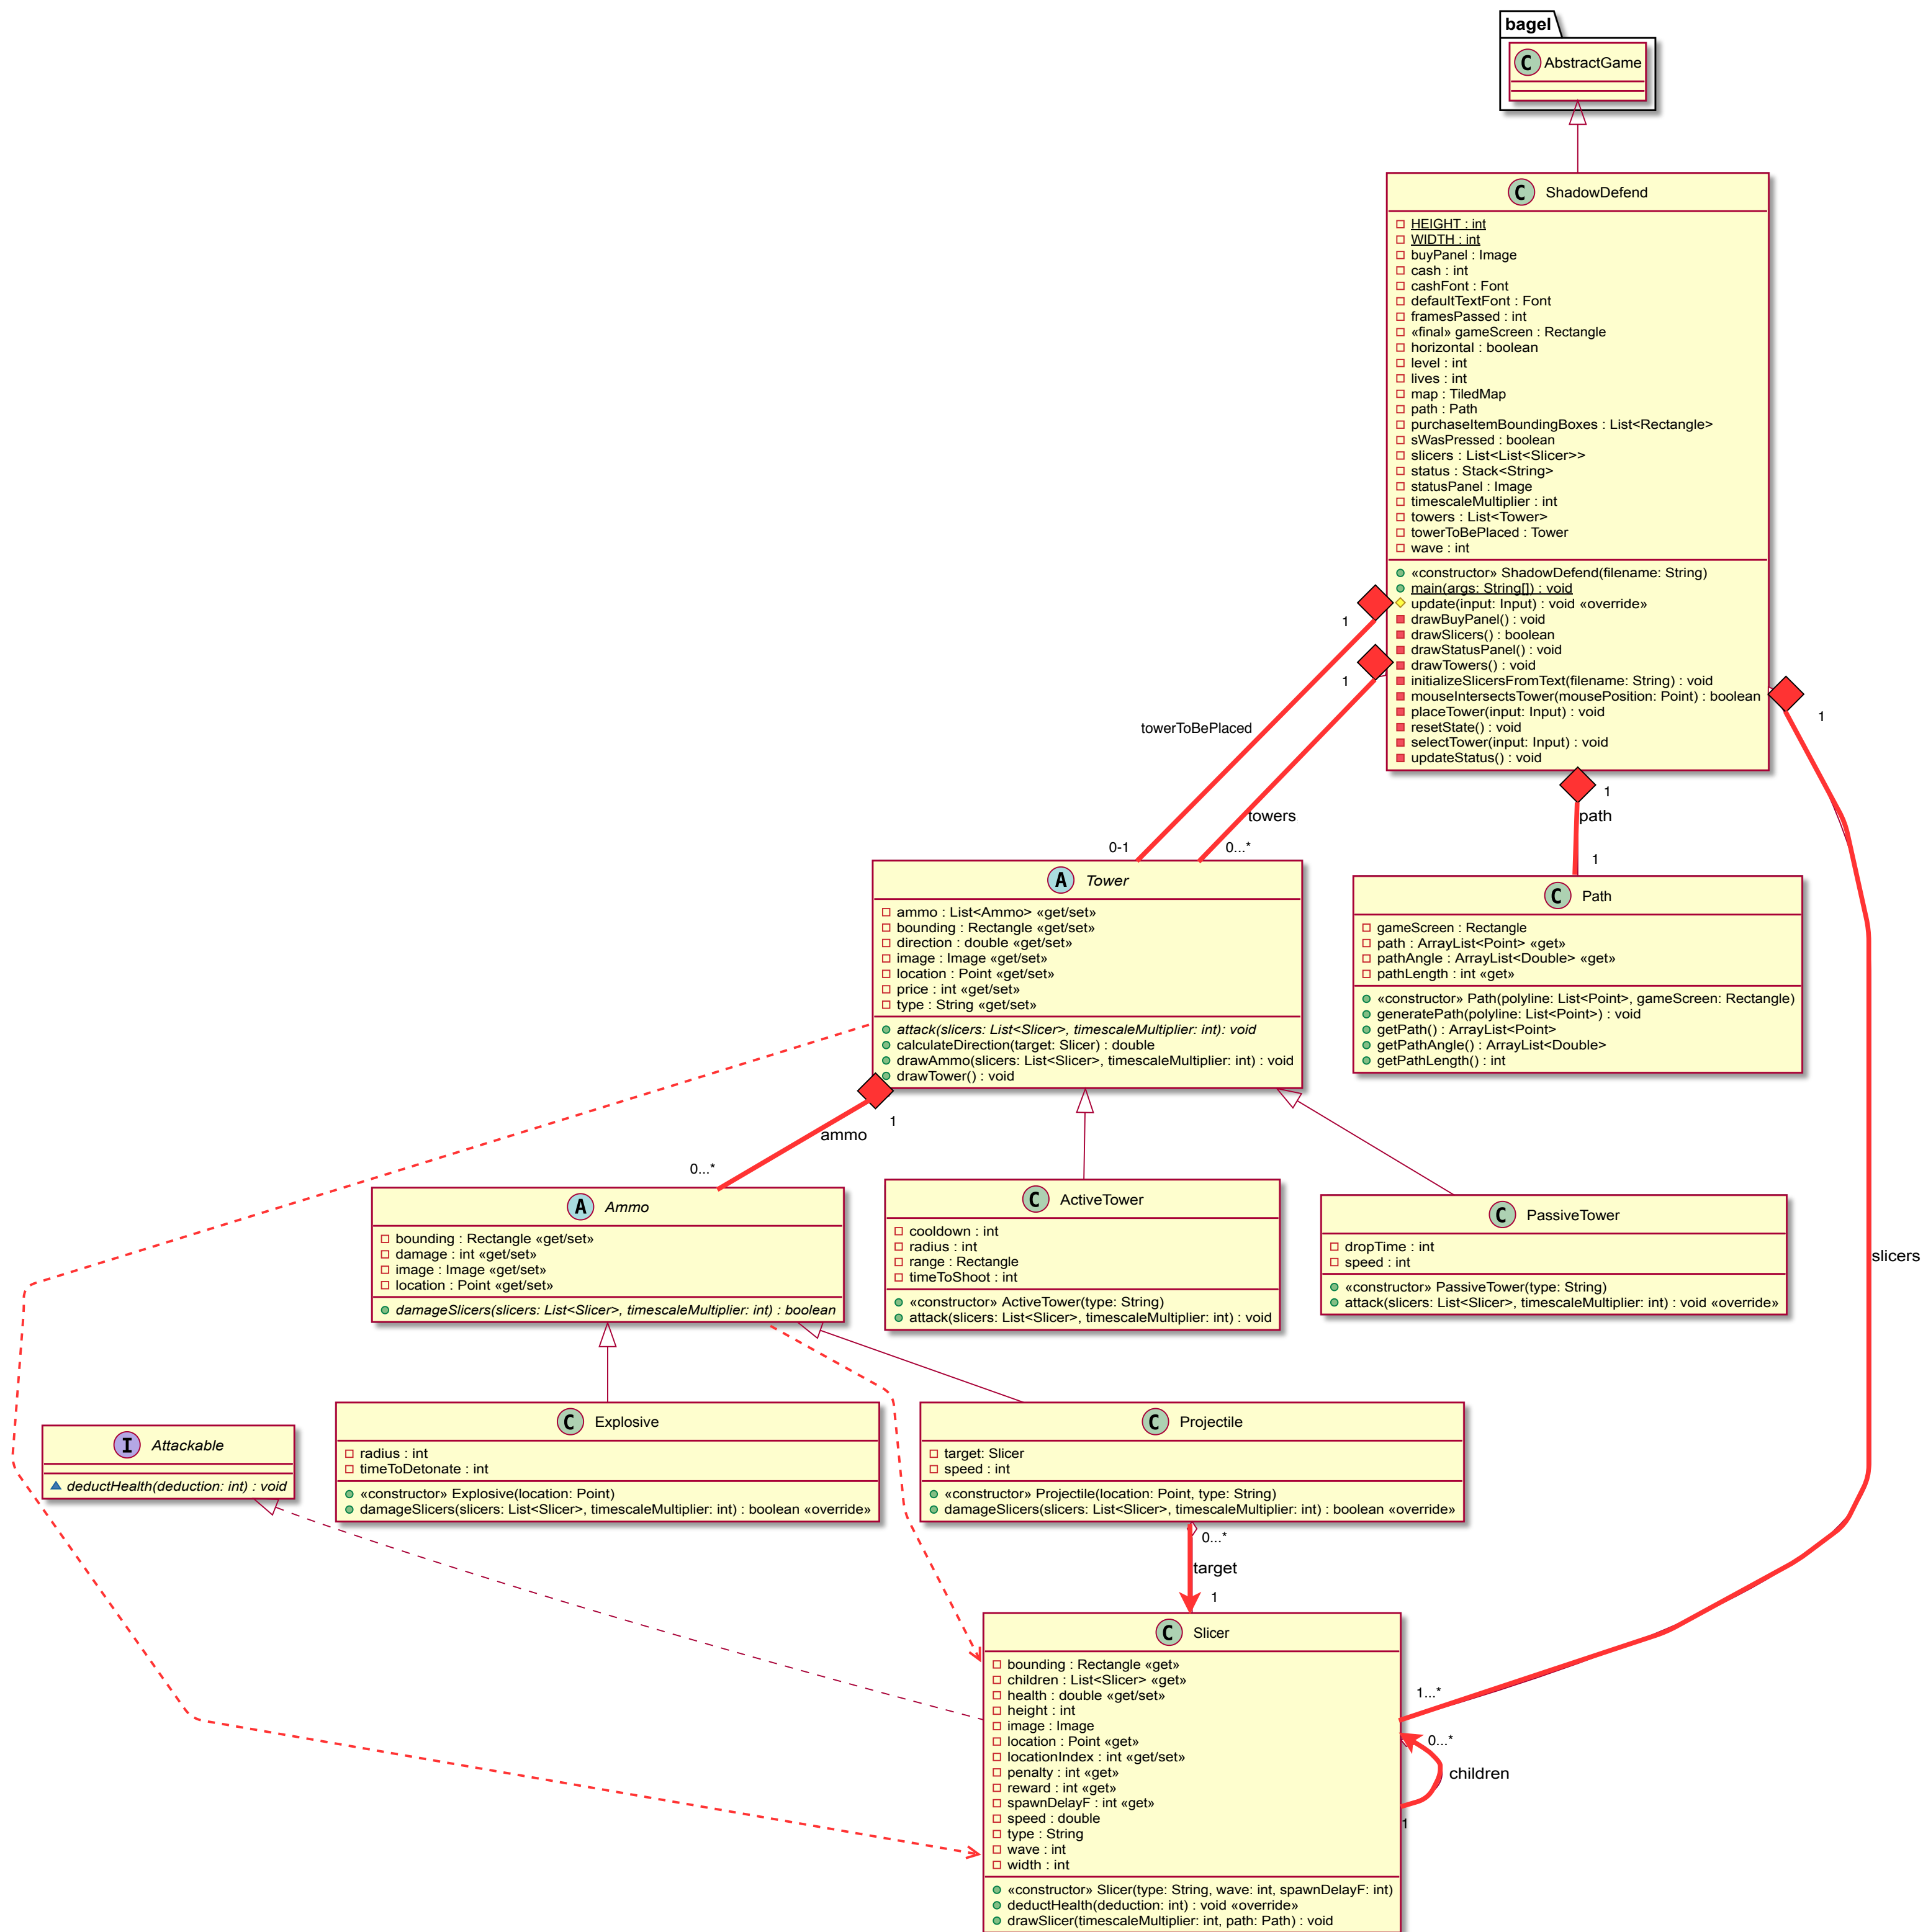 bagel
C AbstractGame
C ShadowDefend
HEIGHT : int
WIDTH : int
buyPanel : Image
cash : int
cashFont : Font
defaultTextFont : Font
framesPassed : int
«final» gameScreen : Rectangle
horizontal : boolean
level : int
lives : int
map : TiledMap
path : Path
purchaseItemBoundingBoxes : List<Rectangle>
sWasPressed : boolean
slicers : List<List<Slicer>>
status : Stack<String>
statusPanel : Image
timescaleMultiplier : int
towers : List<Tower>
towerToBePlaced : Tower
wave : int
«constructor» ShadowDefend(filename: String)
main(args: String[]) : void
update(input: Input) : void «override»
drawBuyPanel() : void
drawSlicers() : boolean
drawStatusPanel() : void
drawTowers() : void
initializeSlicersFromText(filename: String) : void
mouseIntersectsTower(mousePosition: Point) : boolean
placeTower(input: Input) : void
resetState() : void
selectTower(input: Input) : void
updateStatus() : void
1
1
1
1
towerToBePlaced
towers
path
0-1
0...*
1
A Tower
ammo : List<Ammo> «get/set»
bounding : Rectangle «get/set»
direction : double «get/set»
image : Image «get/set»
location : Point «get/set»
price : int «get/set»
type : String «get/set»
attack(slicers: List<Slicer>, timescaleMultiplier: int): void
calculateDirection(target: Slicer) : double
drawAmmo(slicers: List<Slicer>, timescaleMultiplier: int) : void
drawTower() : void
C Path
gameScreen : Rectangle
path : ArrayList<Point> «get»
pathAngle : ArrayList<Double> «get»
pathLength : int «get»
«constructor» Path(polyline: List<Point>, gameScreen: Rectangle)
generatePath(polyline: List<Point>) : void
getPath() : ArrayList<Point>
getPathAngle() : ArrayList<Double>
getPathLength() : int
1
ammo
0...*
A Ammo
bounding : Rectangle «get/set»
damage : int «get/set»
image : Image «get/set»
location : Point «get/set»
damageSlicers(slicers: List<Slicer>, timescaleMultiplier: int) : boolean
C ActiveTower
cooldown : int
radius : int
range : Rectangle
timeToShoot : int
«constructor» ActiveTower(type: String)
attack(slicers: List<Slicer>, timescaleMultiplier: int) : void
C PassiveTower
dropTime : int
speed : int
«constructor» PassiveTower(type: String)
attack(slicers: List<Slicer>, timescaleMultiplier: int) : void «override»
slicers
I Attackable
deductHealth(deduction: int) : void
C Explosive
radius : int
timeToDetonate : int
«constructor» Explosive(location: Point)
damageSlicers(slicers: List<Slicer>, timescaleMultiplier: int) : boolean «override»
C Projectile
target: Slicer
speed : int
«constructor» Projectile(location: Point, type: String)
damageSlicers(slicers: List<Slicer>, timescaleMultiplier: int) : boolean «override»
0...*
target
1
C Slicer
bounding : Rectangle «get»
children : List<Slicer> «get»
health : double «get/set»
height : int
image : Image
location : Point «get»
locationIndex : int «get/set»
penalty : int «get»
reward : int «get»
spawnDelayF : int «get»
speed : double
type : String
wave : int
width : int
«constructor» Slicer(type: String, wave: int, spawnDelayF: int)
deductHealth(deduction: int) : void «override»
drawSlicer(timescaleMultiplier: int, path: Path) : void
1...*
0...*
children
1